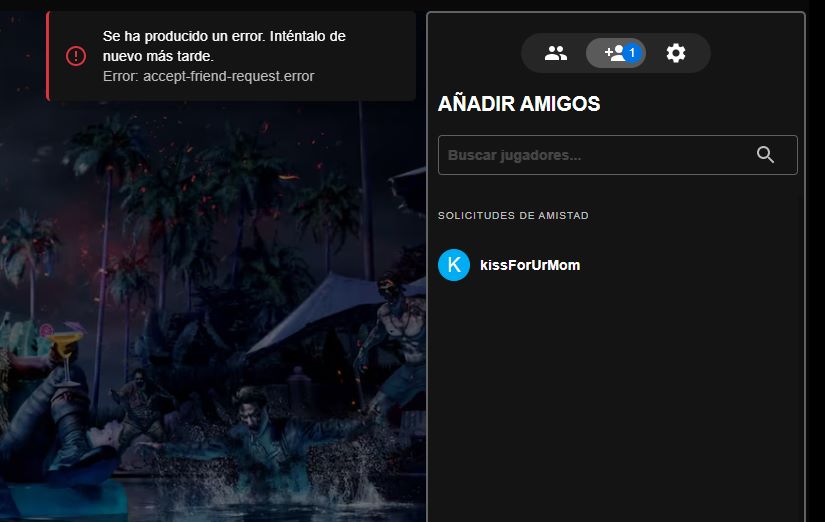 Se ha producido un error. Inténtalo de
nuevo más tarde.
Error: accept-friend-request.error
1
AÑADIR AMIGOS
Buscar jugadores...
SOLICITUDES DE AMISTAD
K
kissForUrMom